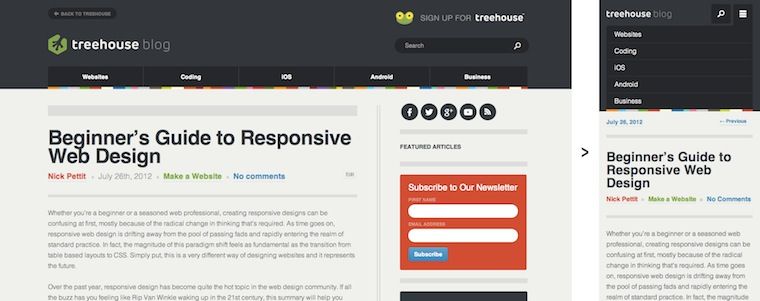 BACK TO TREEHOUSE
SIGN UP FOR treehouse
treehouse blog
Search
Websites
Coding
iOS
Android
Business
Beginner's Guide to Responsive
Web Design
Nick Pettit
July 26th, 2012
Make a Website
No comments
Whether you're a beginner or a seasoned web professional, creating responsive designs can be
confusing at first, mostly because of the radical change in thinking that's required. As time goes on,
responsive web design is drifting away from the pool of passing fads and rapidly entering the realm of
standard practice. In fact, the magnitude of this paradigm shift feels as fundamental as the transition from
table based layouts to CSS. Simply put, this is a very different way of designing websites and it represents
the future.
Over the past year, responsive design has become quite the hot topic in the web design community. If all
the buzz has you feeling like Rip Van Winkle waking up in the 21st century, this summary will help you
FEATURED ARTICLES
Subscribe to Our Newsletter
FIRST NAME
EMAIL ADDRESS
Subscribe
>
treehouse blog
Websites
Coding
iOS
Android
Business
July 26, 2012
← Previous
Beginner's Guide to
Responsive Web
Design
Nick Pettit
Make a Website
No Comments
Whether you're a beginner or a seasoned web
professional, creating responsive designs can be
confusing at first, mostly because of the radical
change in thinking that's required. As time goes
on, responsive web design is drifting away from
the pool of passing fads and rapidly entering the
realm of standard practice. In fact, the magnitude